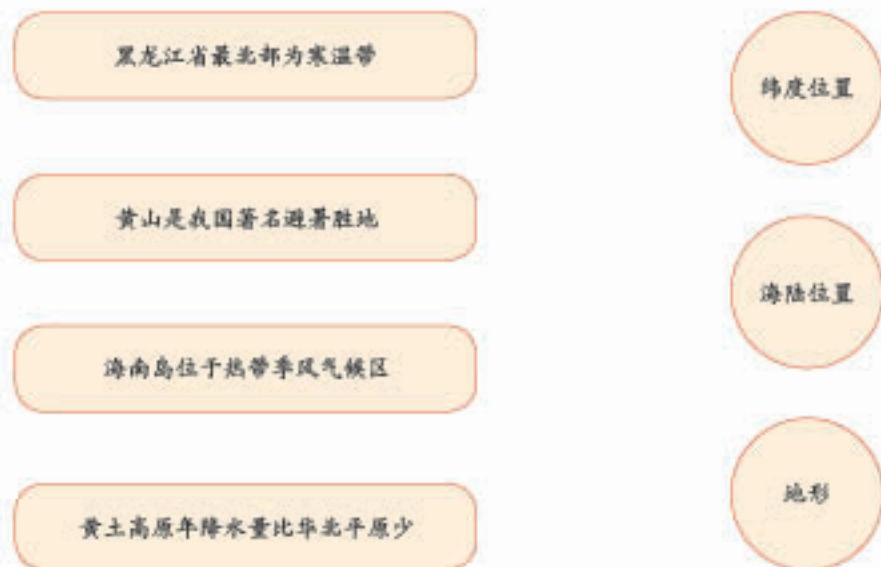 黑龙江省最北部为寒温带
纬度位置
黄山是我国著名避暑胜地
海陆位置
海南岛位于热带季风气候区
地形
黄土高原年降水量比华北平原少